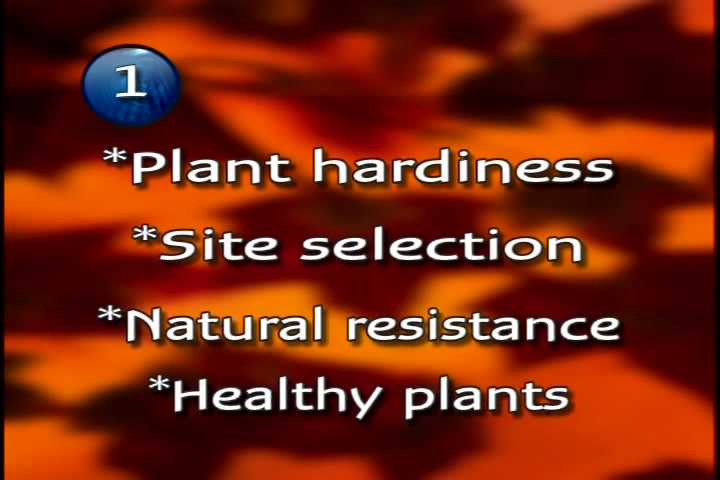 1
*Plant hardiness
*Site selection
*Natural resistance
*Healthy plants